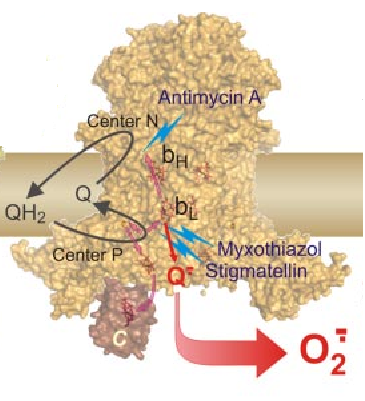 Antimycin A
Center N
bH
Q
QH2
bL
Center P
Myxothiazol
Stigmatellin
Q-
c
O2-